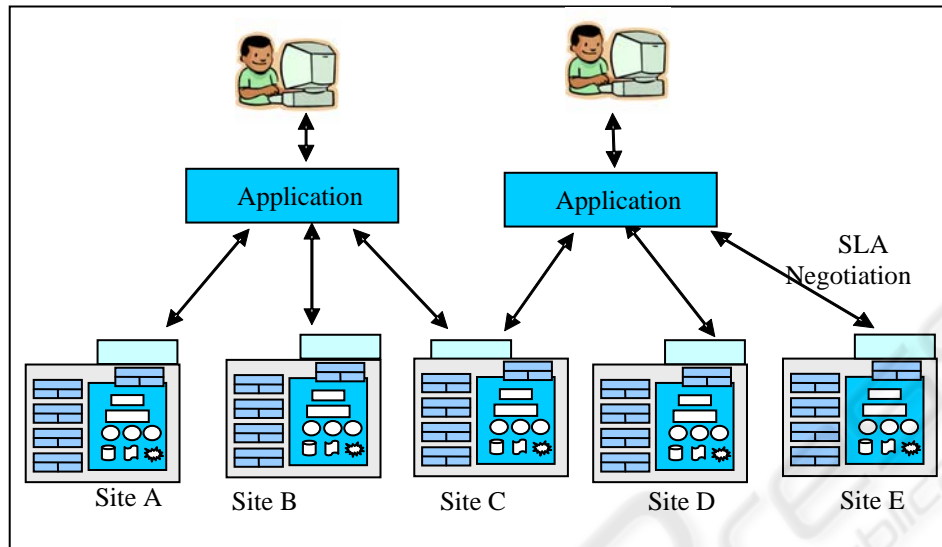 Application
Application
SLA
Negotiation
Site A
Site B
Site C
Site D
Site E